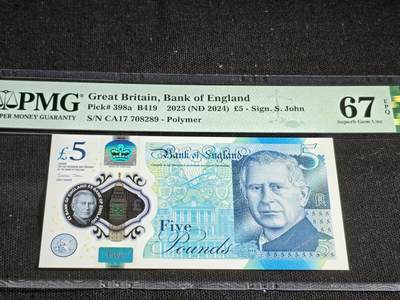 PMG
PAPER MONEY GUARANTY
Great Britain, Bank of England
Pick# 398a B419 2023 (ND 2024) £5 - Sign. S. John
S/N CA17 708289 - Polymer
67 EPQ
Superb Gem Unc
£5
Bank of England
5
Five
Pounds